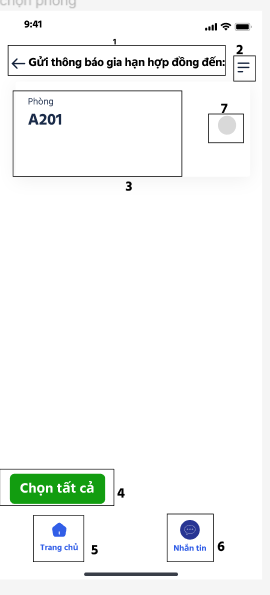 chọn phòng
9:41
1
2
Gửi thông báo gia hạn hợp đồng đến:
Phòng
7
A201
3
Chọn tất cả
4
Trang chủ
5
Nhắn tin
6